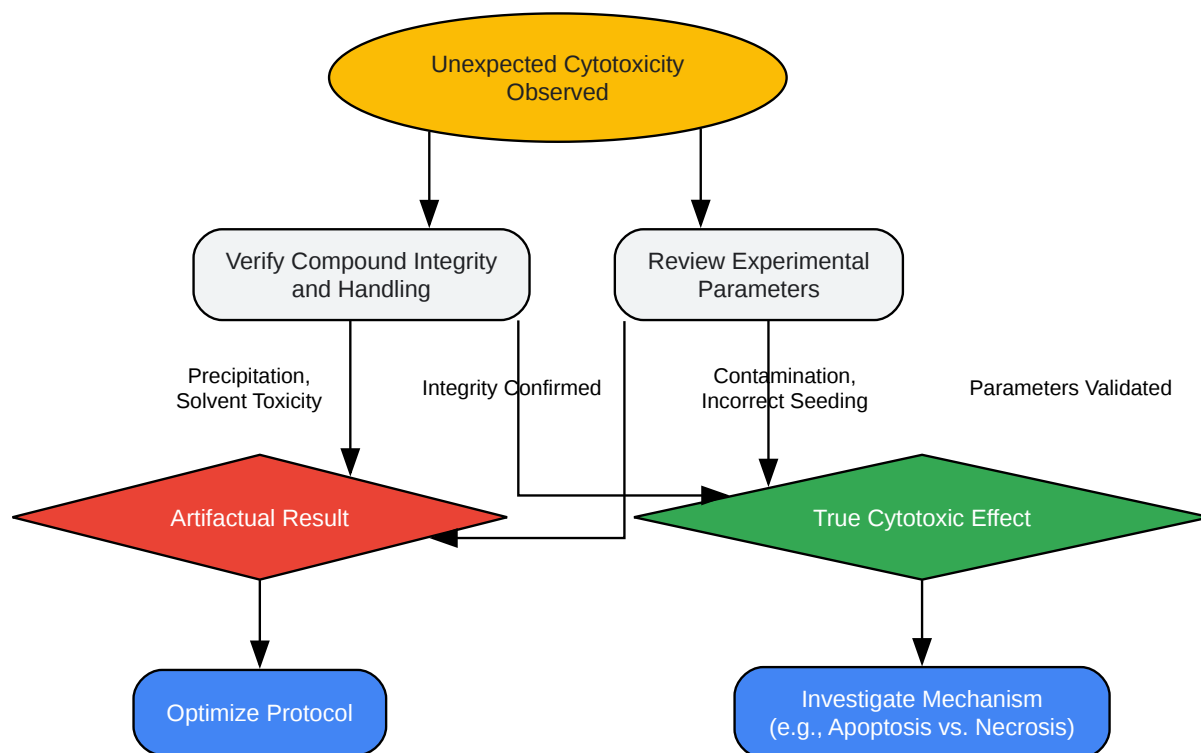 Unexpected Cytotoxicity
Observed
Verify Compound Integrity
and Handling
Review Experimental
Parameters
Precipitation,
Solvent Toxicity
Integrity Confirmed
Contamination,
Incorrect Seeding
Parameters Validated
Artifactual Result
True Cytotoxic Effect
Optimize Protocol
Investigate Mechanism
(e.g., Apoptosis vs. Necrosis)